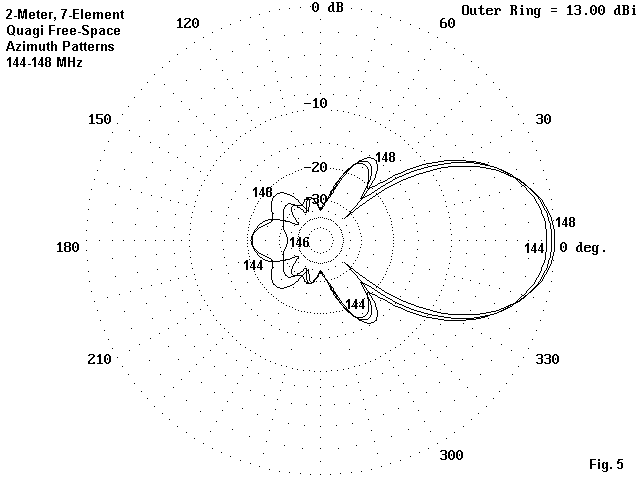 2-Meter, 7-Element
Quagi Free-Space
Azimuth Patterns
144-148 MHz
0 dB
Outer Ring = 13.00 dBi
120
60
-10
150
30
148
-20
148
-30
148
180
146
144
0 deg.
144
144
210
330
300
Fig. 5